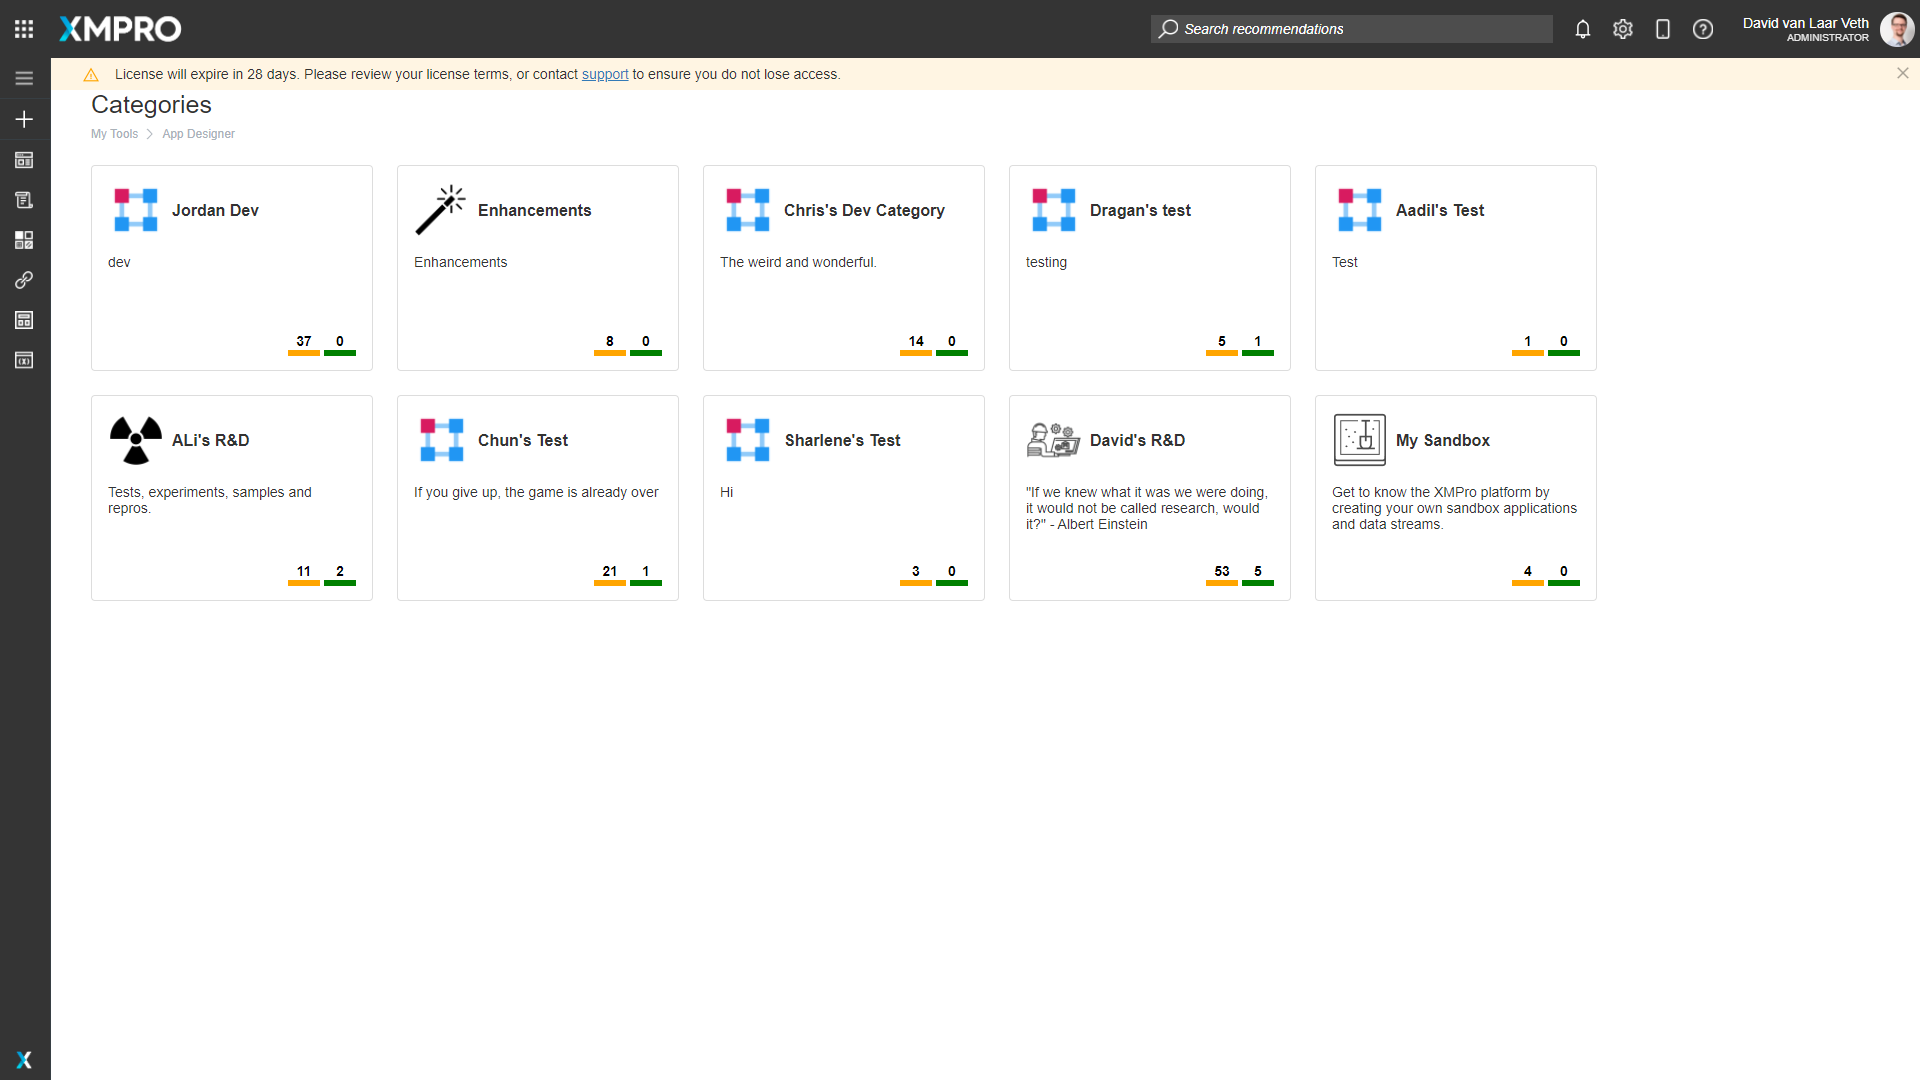 XMPRO
Search recommendations
David van Laar Veth
ADMINISTRATOR
License will expire in 28 days. Please review your license terms, or contact support to ensure you do not lose access.
Categories
My Tools
App Designer
Jordan Dev
dev
37 0
Enhancements
Enhancements
8 0
Chris's Dev Category
The weird and wonderful.
14 0
Dragan's test
testing
5 1
Aadil's Test
Test
1 0
ALi's R&D
Tests, experiments, samples and
repros.
11 2
Chun's Test
If you give up, the game is already over
21 1
Sharlene's Test
Hi
3 0
David's R&D
"If we knew what it was we were doing,
it would not be called research, would
it?" - Albert Einstein
53 5
My Sandbox
Get to know the XMPro platform by
creating your own sandbox applications
and data streams.
4 0